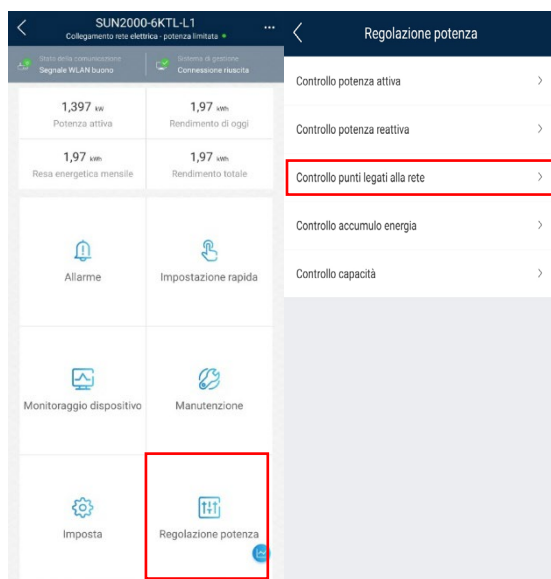 SUN2000-6KTL-L1
Collegamento rete elettrica - potenza limitata
Stato della comunicazione
Segnale WLAN buono
Sistema di gestione
Connessione riuscita
1,397 kW
Potenza attiva
1,97 kWh
Rendimento di oggi
1,97 kWh
Resa energetica mensile
1,97 kWh
Rendimento totale
Allarme
Impostazione rapida
Monitoraggio dispositivo
Manutenzione
Imposta
Regolazione potenza
Regolazione potenza
Controllo potenza attiva
Controllo potenza reattiva
Controllo punti legati alla rete
Controllo accumulo energia
Controllo capacità